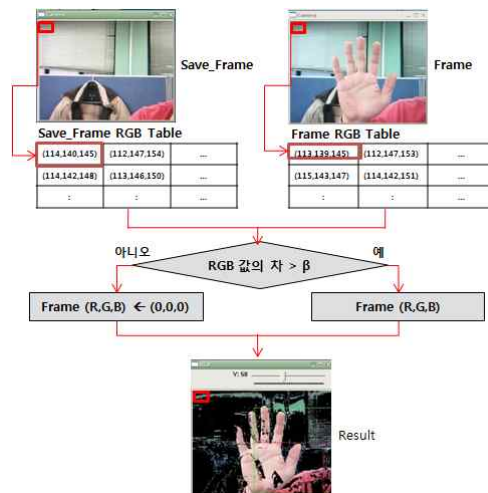 Save_Frame
Frame
Save_Frame RGB Table
(114,140,145) (112,147,154) ...
(114,142,148) (113,146,150) ...
: : ...
Frame RGB Table
(113,139,145) (112,147,153) ...
(115,143,147) (114,142,151) ...
: : ...
아니오
예
RGB 값의 차 > β
Frame (R,G,B) ← (0,0,0)
Frame (R,G,B)
V: 50
Result